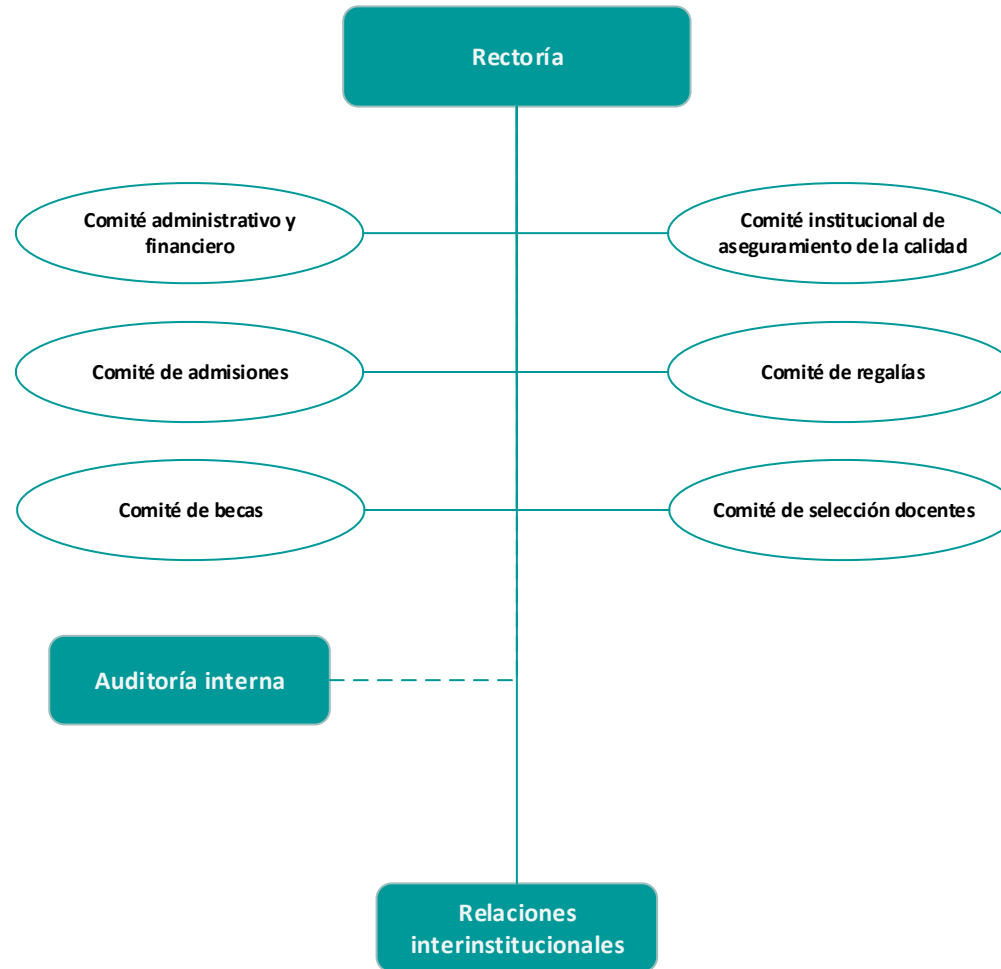 Rectoría
Comité administrativo y
financiero
Comité institucional de
aseguramiento de la calidad
Comité de admisiones
Comité de regalías
Comité de becas
Comité de selección docentes
Auditoría interna
Relaciones
interinstitucionales